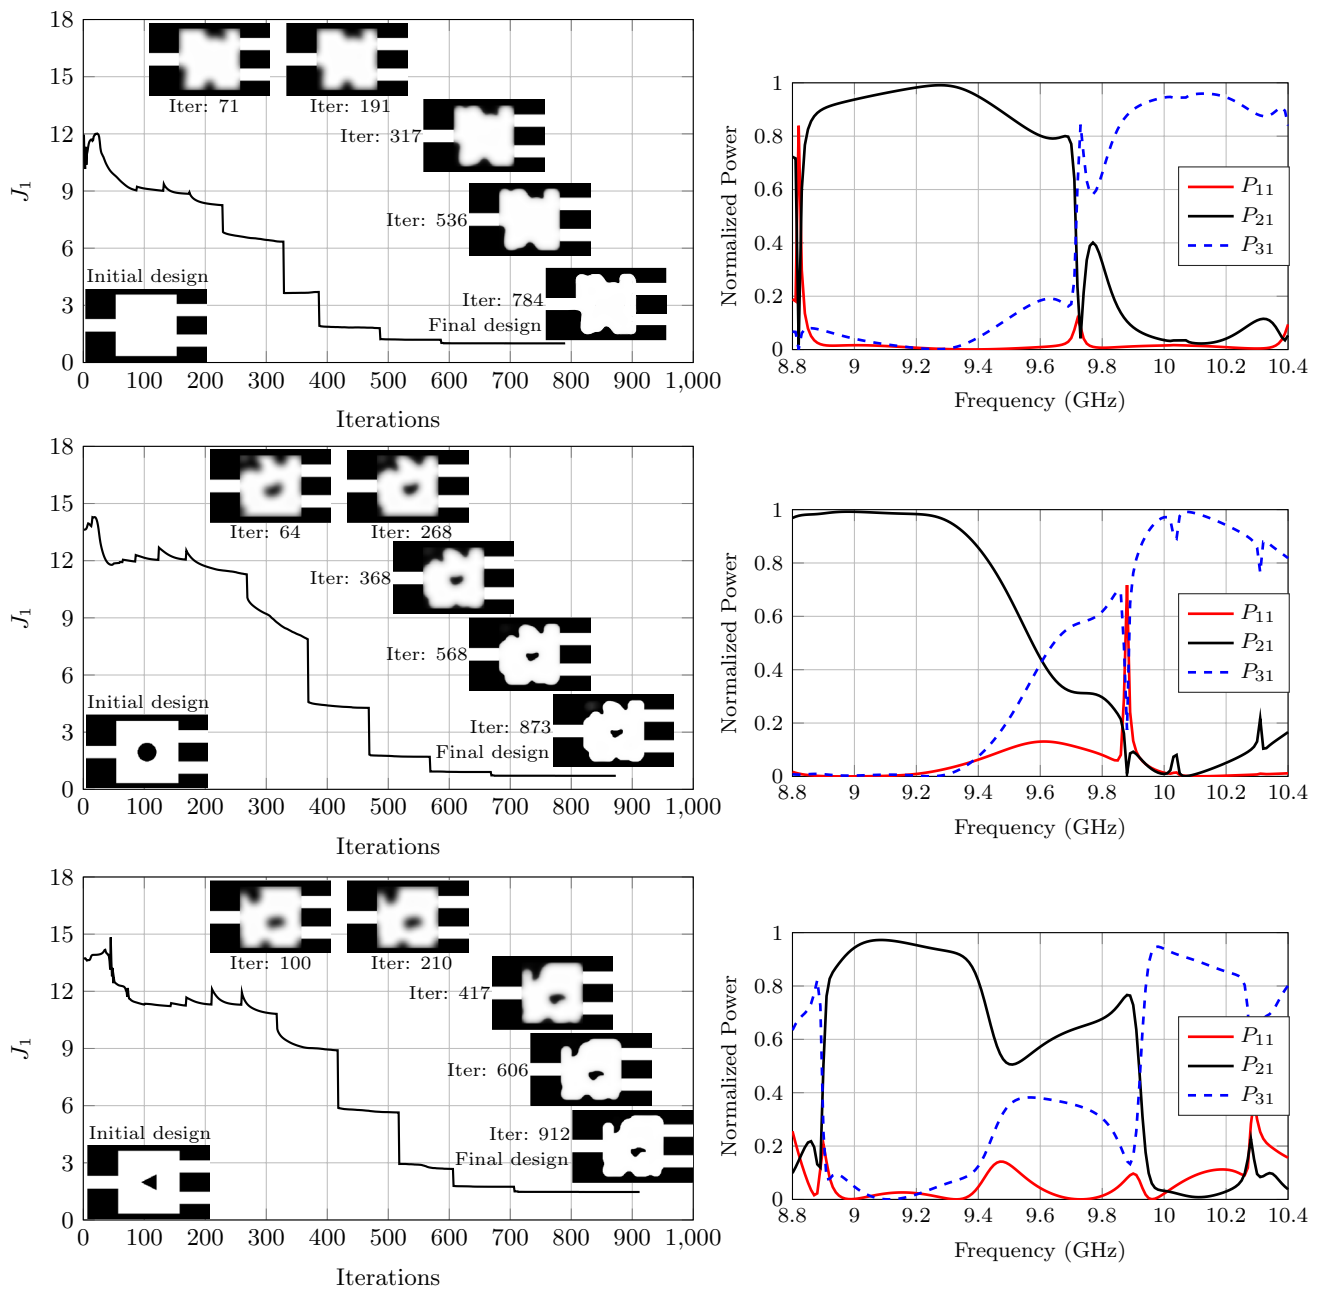 18
15
12
9
6
3
0
J1
Iter: 71
Iter: 191
Iter: 317
Iter: 536
Iter: 784
Final design
Initial design
0 100 200 300 400 500 600 700 800 900 1,000
Iterations
1
0.8
0.6
0.4
0.2
0
Normalized Power
P11
P21
P31
8.8 9 9.2 9.4 9.6 9.8 10 10.2 10.4
Frequency (GHz)
18
15
12
9
6
3
0
J1
Iter: 64
Iter: 268
Iter: 368
Iter: 568
Iter: 873
Final design
Initial design
0 100 200 300 400 500 600 700 800 900 1,000
Iterations
1
0.8
0.6
0.4
0.2
0
Normalized Power
P11
P21
P31
8.8 9 9.2 9.4 9.6 9.8 10 10.2 10.4
Frequency (GHz)
18
15
12
9
6
3
0
J1
Iter: 100
Iter: 210
Iter: 417
Iter: 606
Iter: 912
Final design
Initial design
0 100 200 300 400 500 600 700 800 900 1,000
Iterations
1
0.8
0.6
0.4
0.2
0
Normalized Power
P11
P21
P31
8.8 9 9.2 9.4 9.6 9.8 10 10.2 10.4
Frequency (GHz)